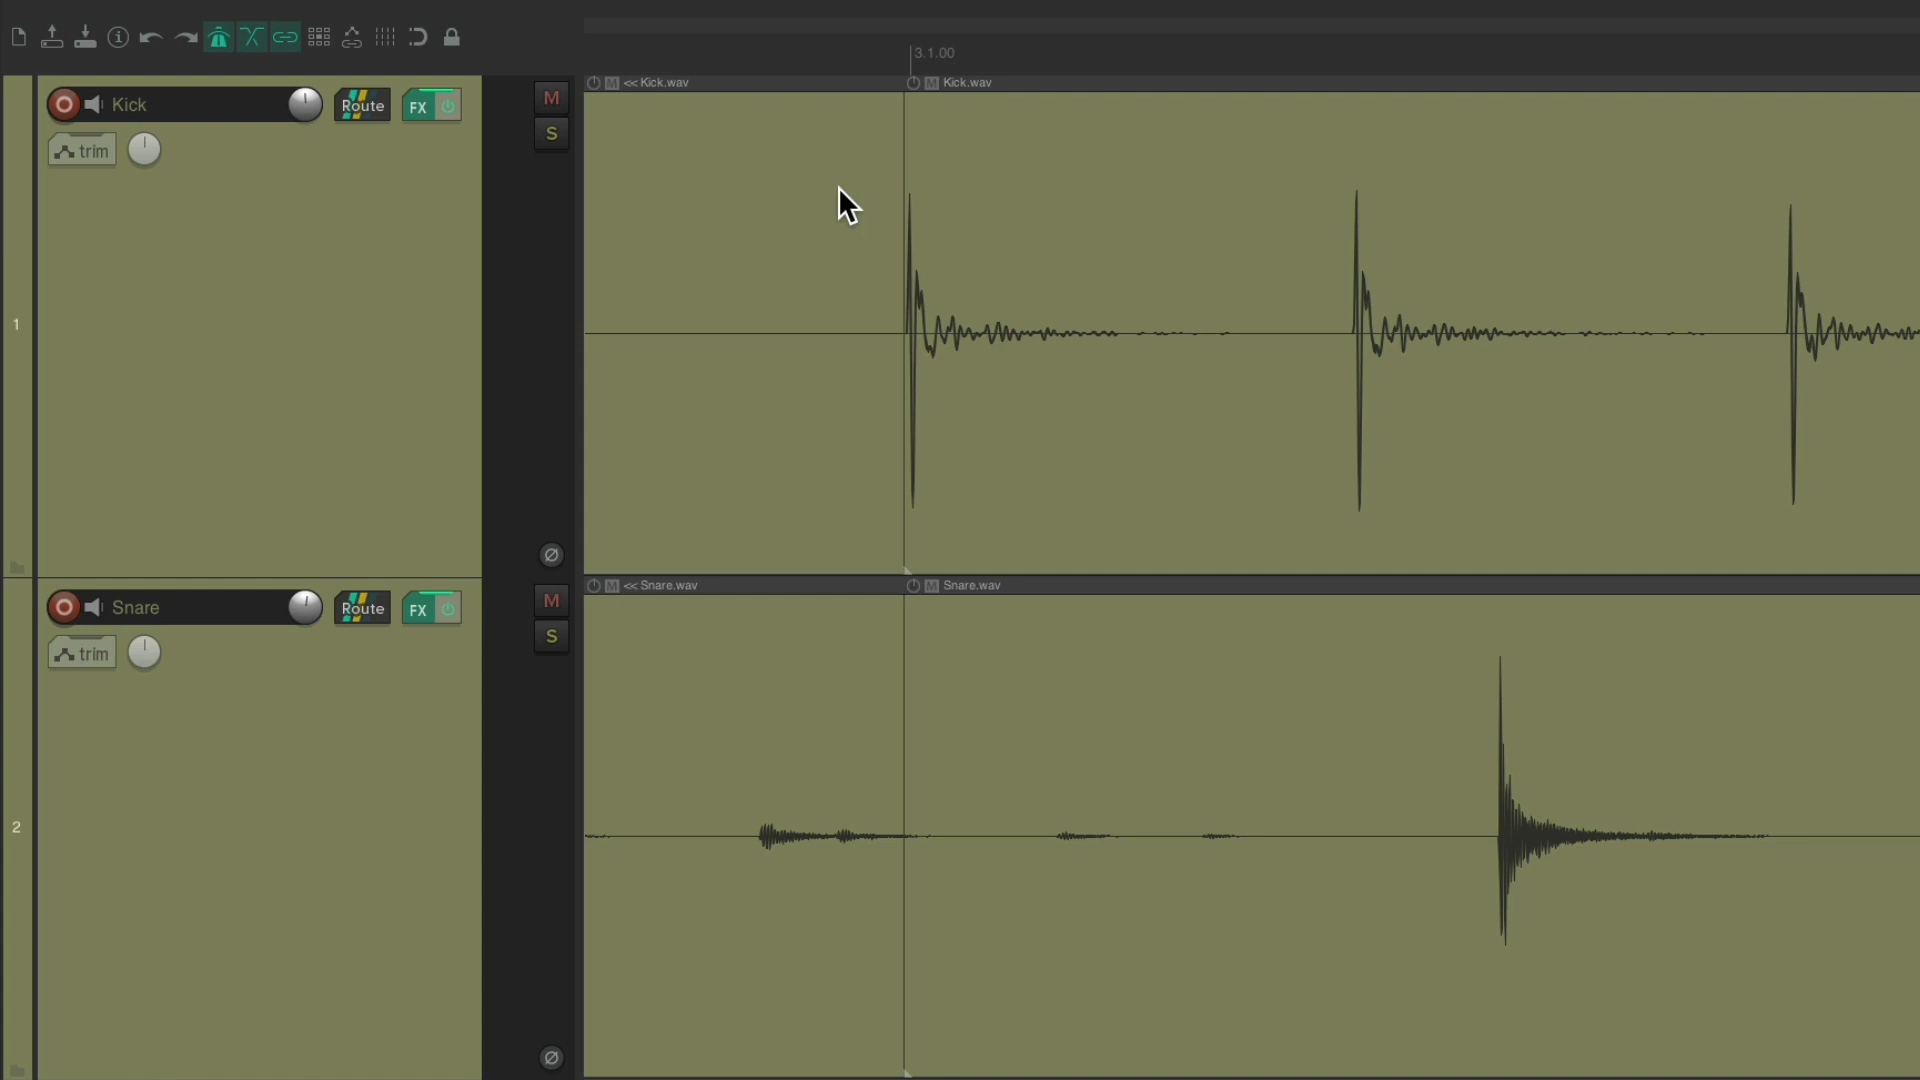 3.1.00
M << Kick.wav M Kick.wav
Kick Route FX M
trim S
1
M << Snare.wav M Snare.wav
Snare Route FX M
trim S
2